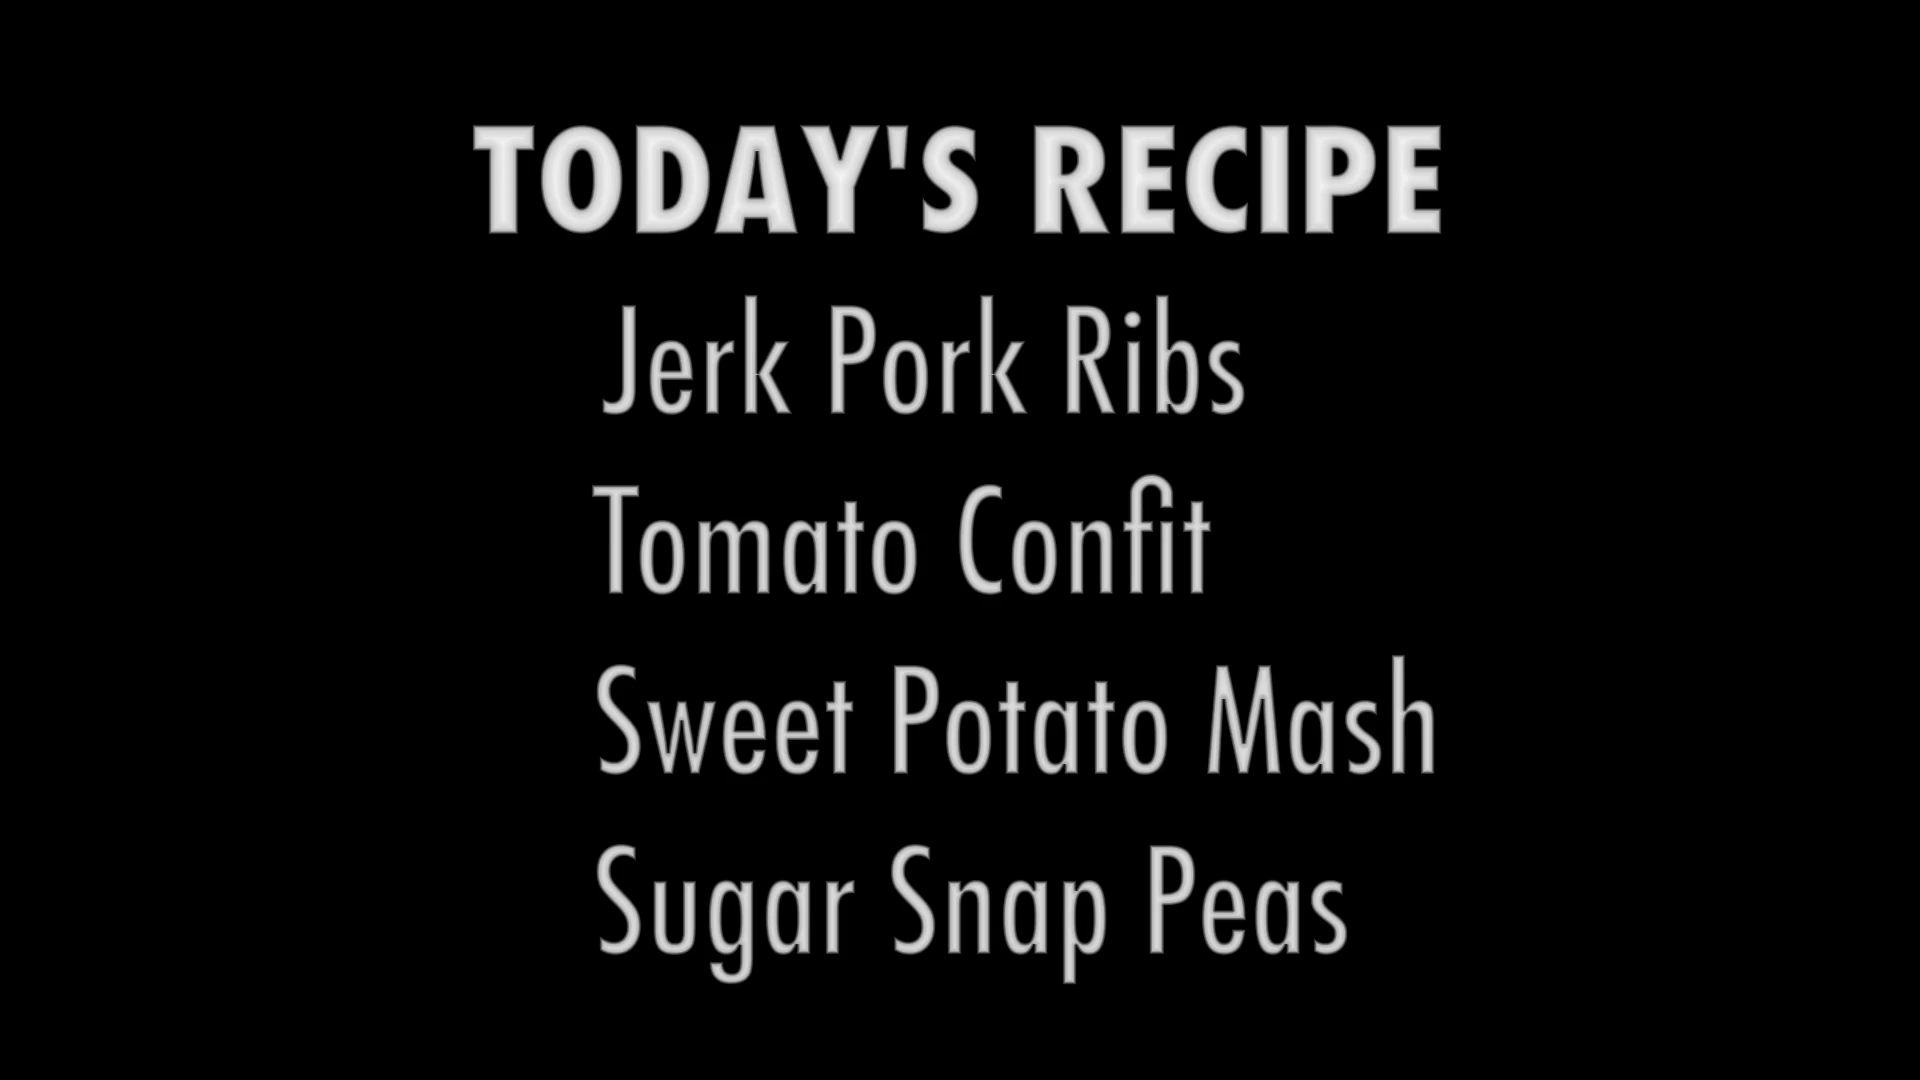 TODAY'S RECIPE
Jerk Pork Ribs
Tomato Confit
Sweet Potato Mash
Sugar Snap Peas